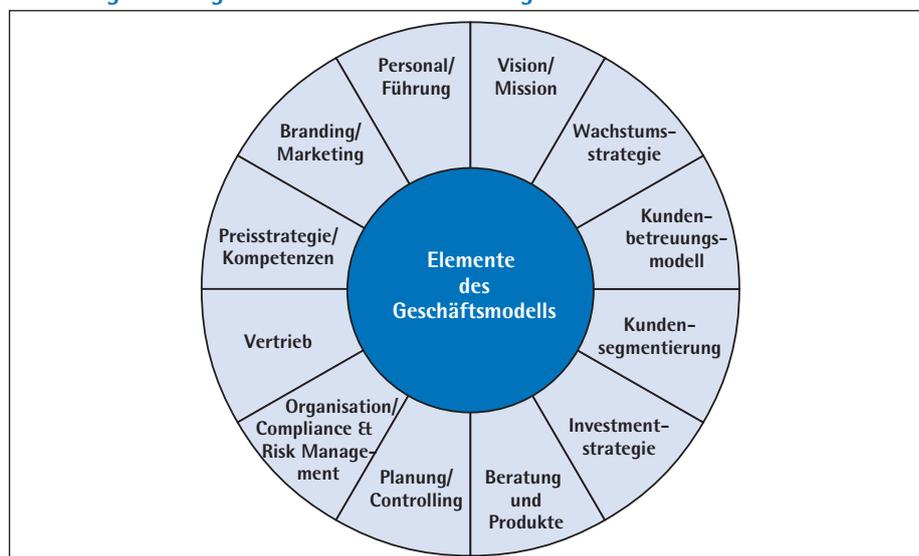 Personal/
Führung
Vision/
Mission
Wachstums-
strategie
Kunden-
betreuungs-
modell
Kunden-
segmentierung
Investment-
strategie
Beratung
und
Produkte
Planung/
Controlling
Organisation/
Compliance &
Risk Manage-
ment
Vertrieb
Preisstrategie/
Kompetenzen
Branding/
Marketing
Elemente
des
Geschäftsmodells